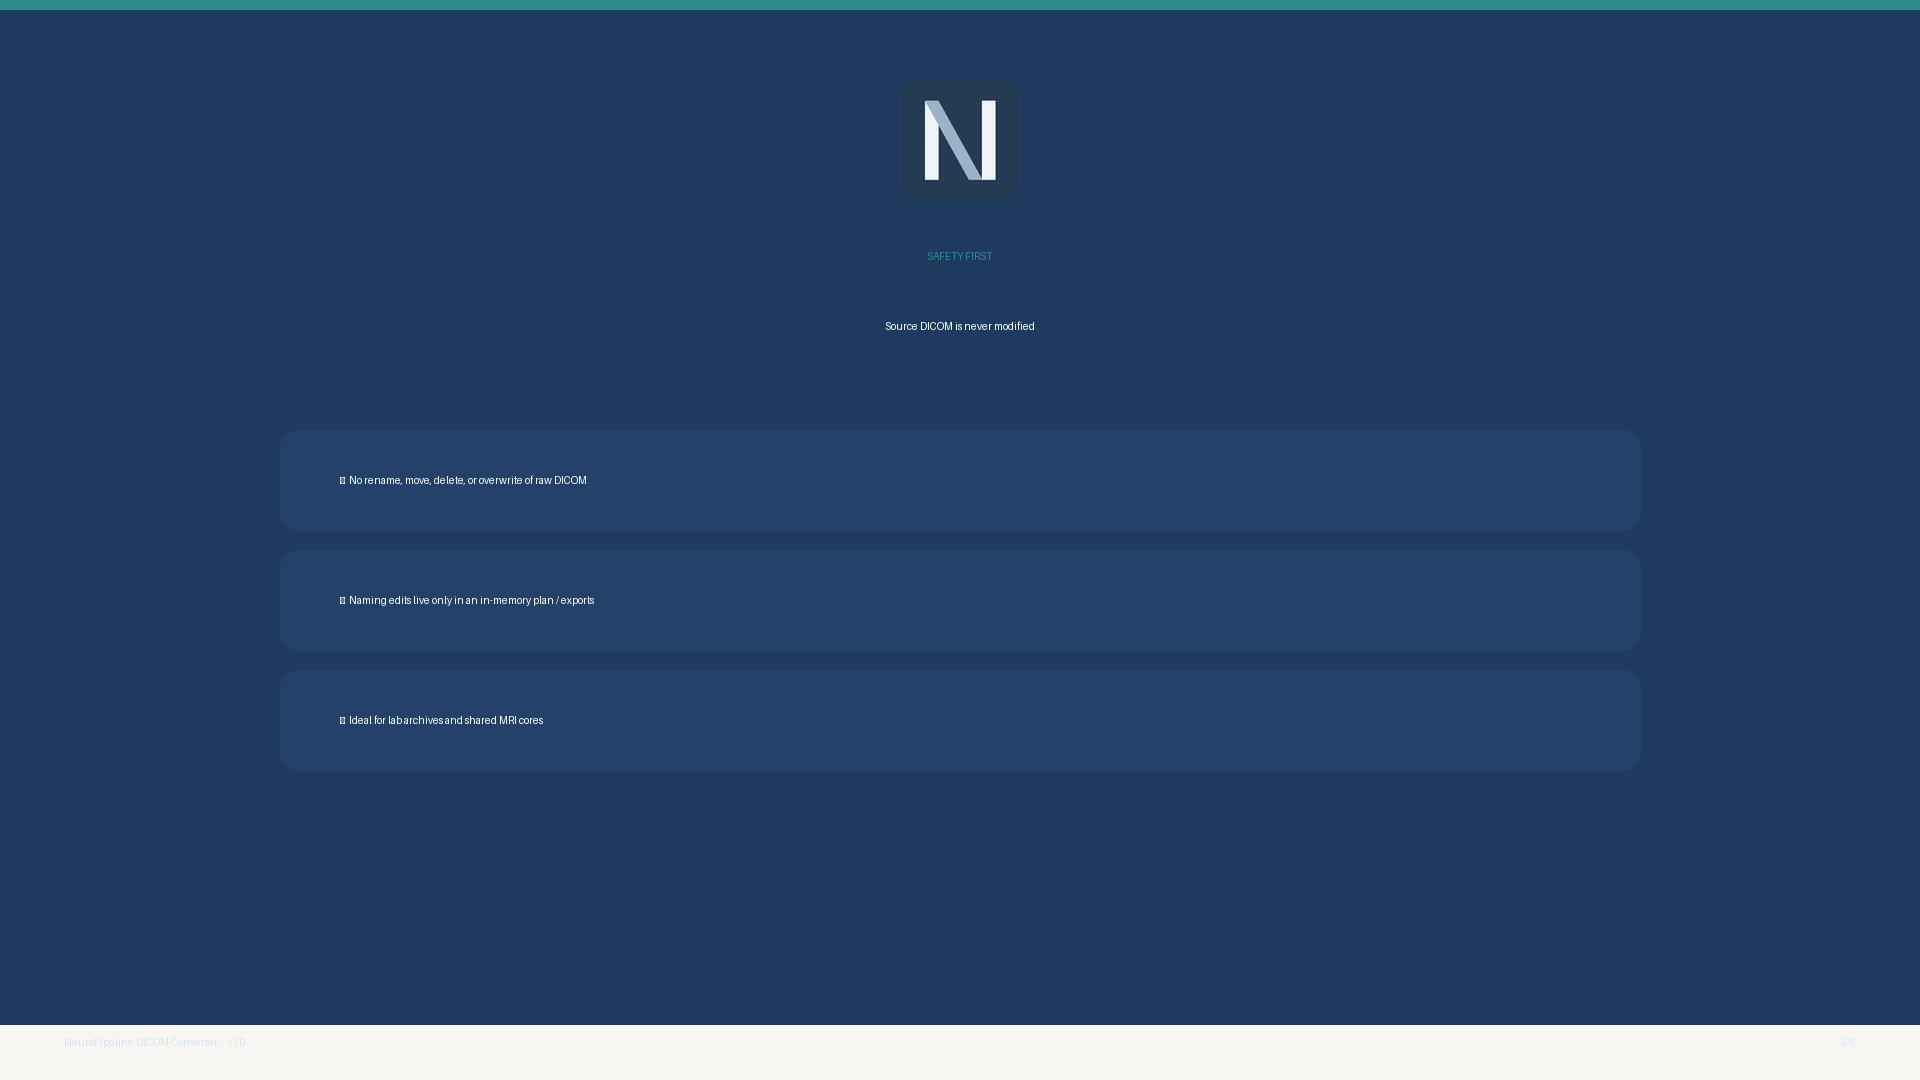 N
SAFETY FIRST
Source DICOM is never modified
No rename, move, delete, or overwrite of raw DICOM
Naming edits live only in an in-memory plan / exports
Ideal for lab archives and shared MRI cores
NeuroPipeline DICOM Converter · v1.0
5/6